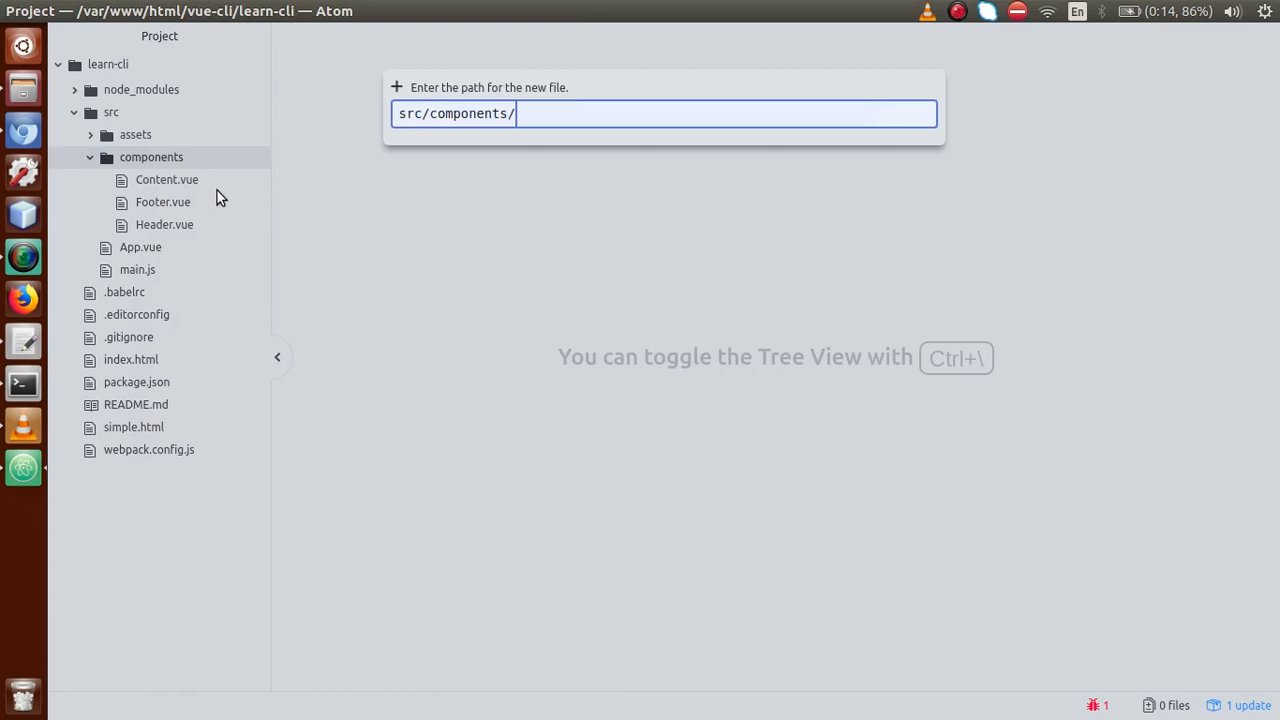 Project — /var/www/html/vue-cli/learn-cli — Atom
En
(0:14, 86%)
Project
learn-cli
node_modules
src
assets
components
Content.vue
Footer.vue
Header.vue
App.vue
main.js
.babelrc
.editorconfig
.gitignore
index.html
package.json
README.md
simple.html
webpack.config.js
Enter the path for the new file.
src/components/
You can toggle the Tree View with Ctrl+\
1
0 files
1 update